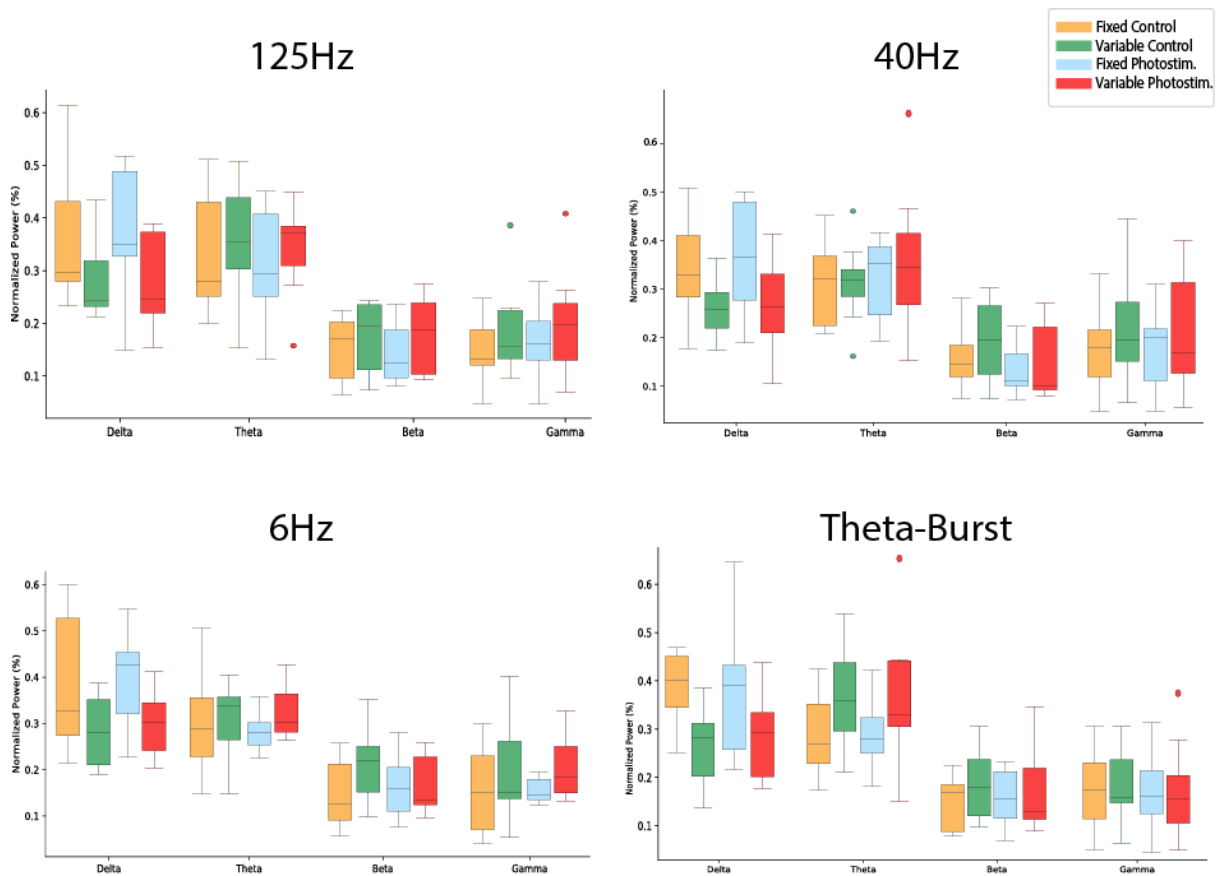 125Hz
40Hz
Fixed Control
Variable Control
Fixed Photostim.
Variable Photostim.
Normalized Power (%)
0.6
0.5
0.4
0.3
0.2
0.1
Delta Theta Beta Gamma
Normalized Power (%)
0.6
0.5
0.4
0.3
0.2
0.1
Delta Theta Beta Gamma
6Hz
Theta-Burst
Normalized Power (%)
0.6
0.5
0.4
0.3
0.2
0.1
Delta Theta Beta Gamma
Normalized Power (%)
0.6
0.5
0.4
0.3
0.2
0.1
Delta Theta Beta Gamma